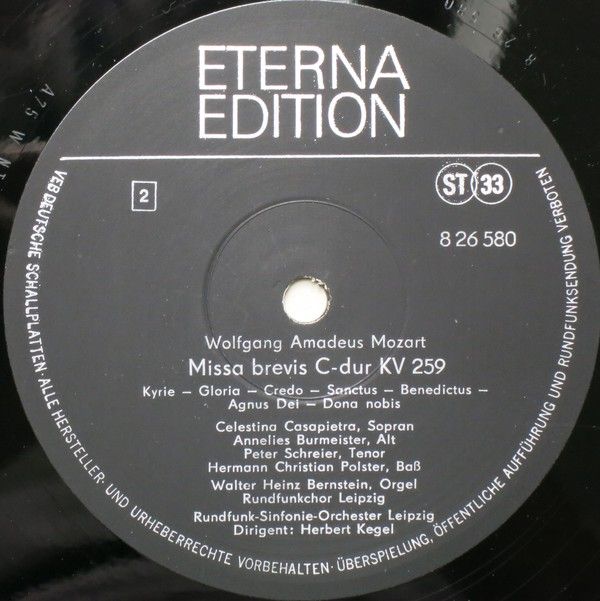 ETERNA
EDITION
2
ST 33
8 26 580
Wolfgang Amadeus Mozart
Missa brevis C-dur KV 259
Kyrie – Gloria – Credo – Sanctus – Benedictus –
Agnus Dei – Dona nobis
Celestina Casapietra, Sopran
Annelies Burmeister, Alt
Peter Schreier, Tenor
Hermann Christian Polster, Baß
Walter Heinz Bernstein, Orgel
Rundfunkchor Leipzig
Rundfunk-Sinfonie-Orchester Leipzig
Dirigent: Herbert Kegel
VEB DEUTSCHE SCHALLPLATTEN · ALLE HERSTELLER- UND URHEBERRECHTE VORBEHALTEN · ÜBERSPIELUNG, ÖFFENTLICHE AUFFÜHRUNG UND RUNDFUNKSENDUNG VERBOTEN